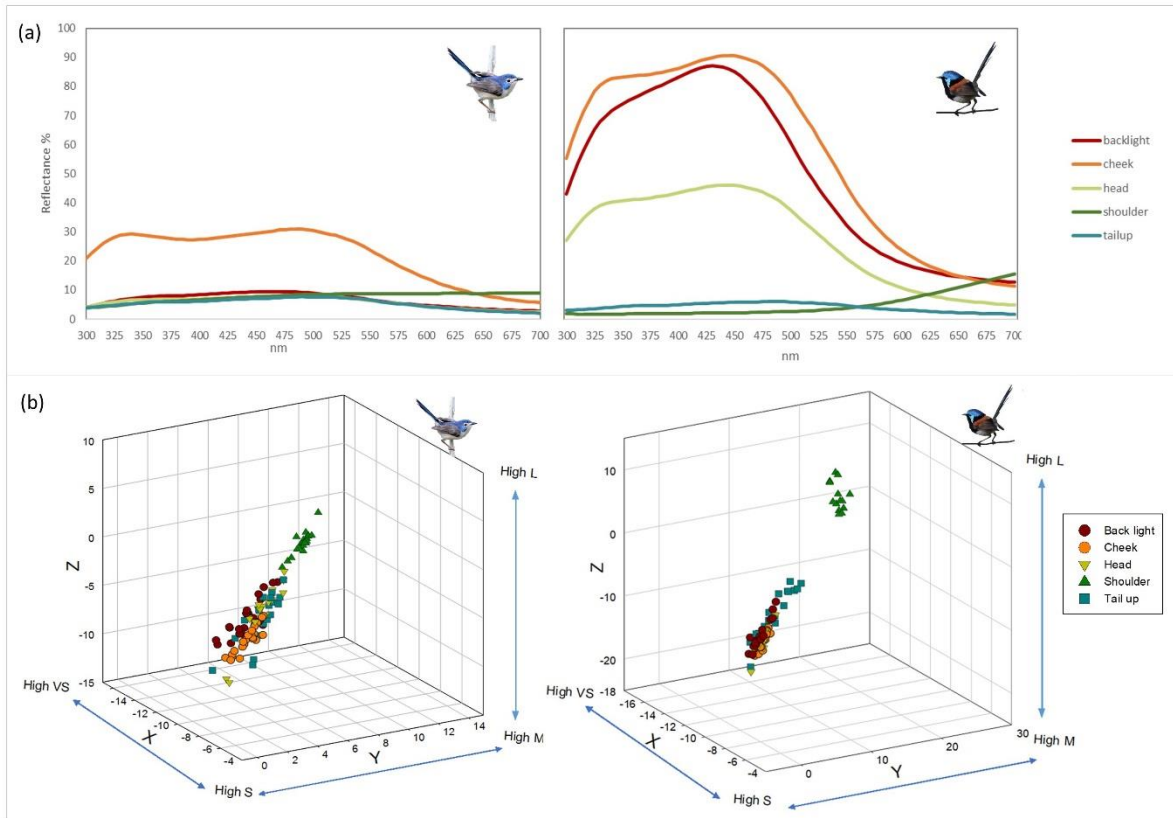 (a)
Reflectance %
100
90
80
70
60
50
40
30
20
10
0
300 325 350 375 400 425 450 475 500 525 550 575 600 625 650 675 700
nm
300 325 350 375 400 425 450 475 500 525 550 575 600 625 650 675 700
nm
backlight
cheek
head
shoulder
tailup
(b)
Z
10
5
0
-5
-10
-15
High VS
-14
-12
-10
-8
-6
-4
X
High S
0 2 4 6 8 10 12 14
Y
High M
High L
Z
10
0
-10
-20
High VS
-18
-16
-14
-12
-10
-8
-6
-4
X
High S
0 10 20 30
Y
High M
High L
Back light
Cheek
Head
Shoulder
Tail up